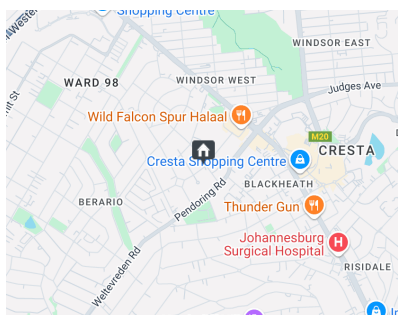 Shopping Centre
WINDSOR EAST
WARD 98
WINDSOR WEST
Judges Ave
Wild Falcon Spur Halaal
M20
CRESTA
Cresta Shopping Centre
BLACKHEATH
BERARIO
Pendoring Rd
Thunder Gun
Johannesburg
Surgical Hospital
H
Weltevreden Rd
RISIDALE